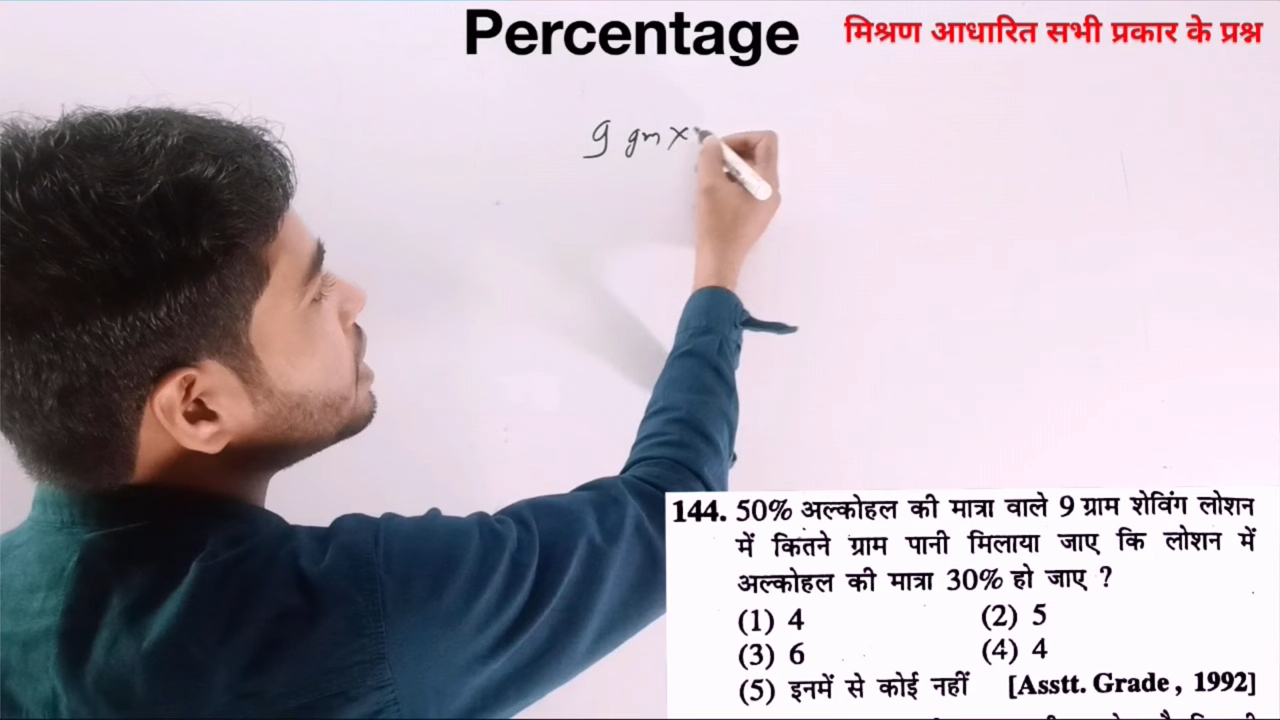 Percentage
मिश्रण आधारित सभी प्रकार के प्रश्न
9 gm ×
144. 50% अल्कोहल की मात्रा वाले 9 ग्राम शेविंग लोशन
में कितने ग्राम पानी मिलाया जाए कि लोशन में
अल्कोहल की मात्रा 30% हो जाए ?
(1) 4 (2) 5
(3) 6 (4) 4
(5) इनमें से कोई नहीं [Asstt. Grade, 1992]